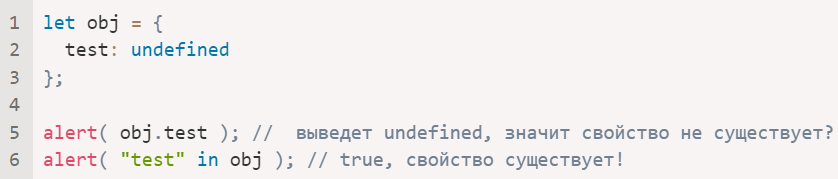 1 let obj = {
2   test: undefined
3 };
4
5 alert( obj.test ); //  выведет undefined, значит свойство не существует?
6 alert( "test" in obj ); // true, свойство существует!